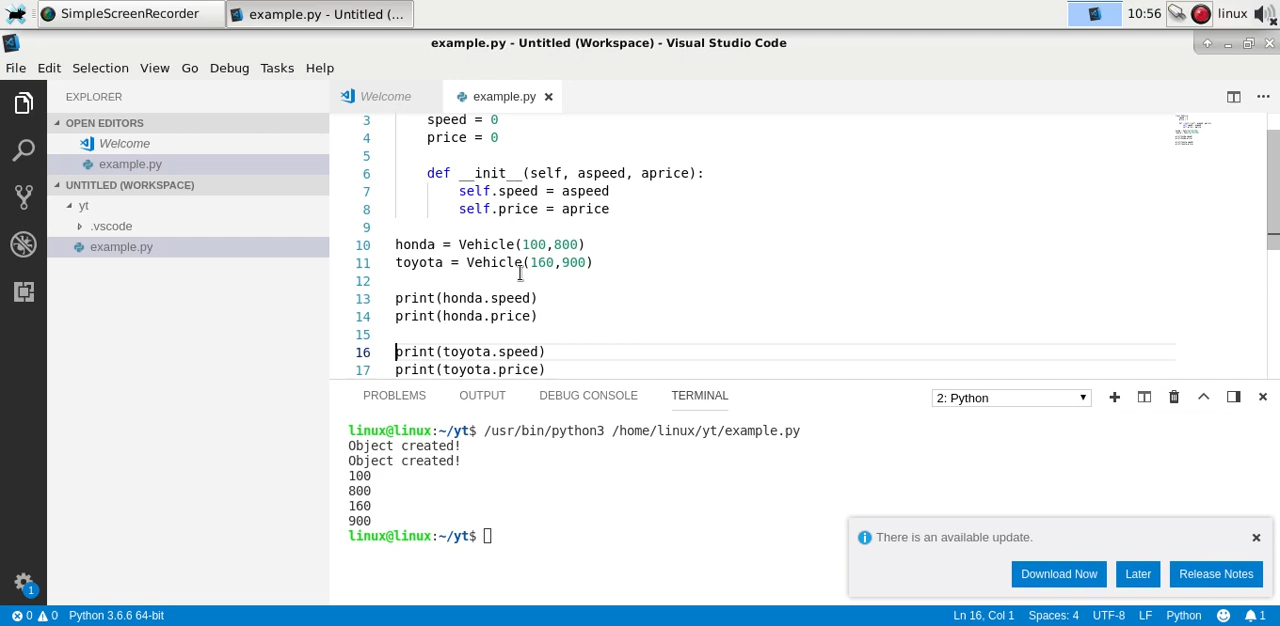 SimpleScreenRecorder
example.py - Untitled (...
10:56
linux
example.py - Untitled (Workspace) - Visual Studio Code
File Edit Selection View Go Debug Tasks Help
EXPLORER
OPEN EDITORS
Welcome
example.py
UNTITLED (WORKSPACE)
yt
.vscode
example.py
Welcome
example.py
3 speed = 0
4 price = 0
5
6 def __init__(self, aspeed, aprice):
7 self.speed = aspeed
8 self.price = aprice
9
10 honda = Vehicle(100,800)
11 toyota = Vehicle(160,900)
12
13 print(honda.speed)
14 print(honda.price)
15
16 print(toyota.speed)
17 print(toyota.price)
PROBLEMS OUTPUT DEBUG CONSOLE TERMINAL
2: Python
linux@linux:~/yt$ /usr/bin/python3 /home/linux/yt/example.py
Object created!
Object created!
100
800
160
900
linux@linux:~/yt$
There is an available update.
Download Now Later Release Notes
1
0 0 Python 3.6.6 64-bit
Ln 16, Col 1 Spaces: 4 UTF-8 LF Python 1